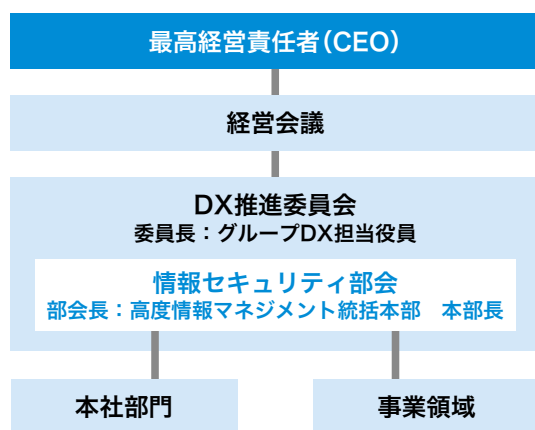 最高経営責任者（CEO）
経営会議
DX推進委員会
委員長：グループDX担当役員
情報セキュリティ部会
部会長：高度情報マネジメント統括本部　本部長
本社部門
事業領域